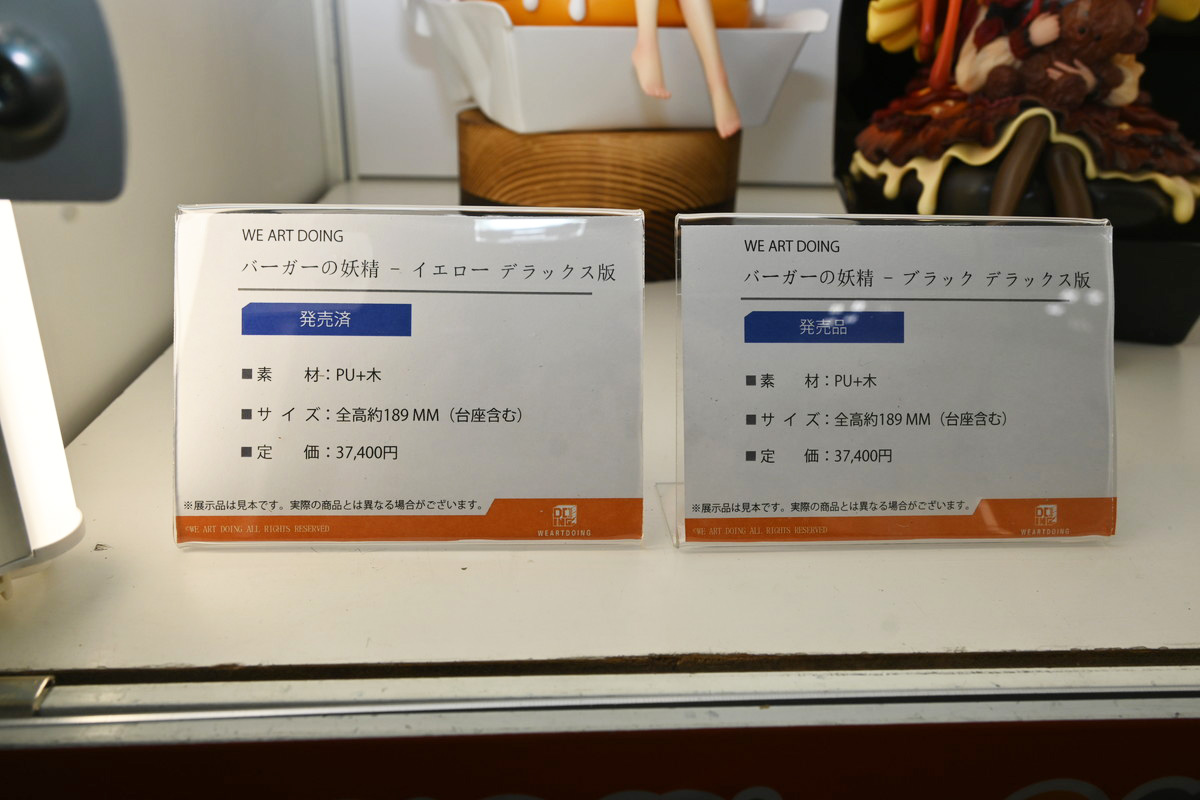 WE ART DOING
バーガーの妖精 － イエロー デラックス版
発売済
■素　材：PU+木
■サ イ ズ：全高約189 MM（台座含む）
■定　価：37,400円
※展示品は見本です。実際の商品とは異なる場合がございます。
©WE ART DOING ALL RIGHTS RESERVED
DOING
WEARTDOING
WE ART DOING
バーガーの妖精 － ブラック デラックス版
発売品
■素　材：PU+木
■サ イ ズ：全高約189 MM（台座含む）
■定　価：37,400円
※展示品は見本です。実際の商品とは異なる場合がございます。
©WE ART DOING ALL RIGHTS RESERVED
DOING
WEARTDOING